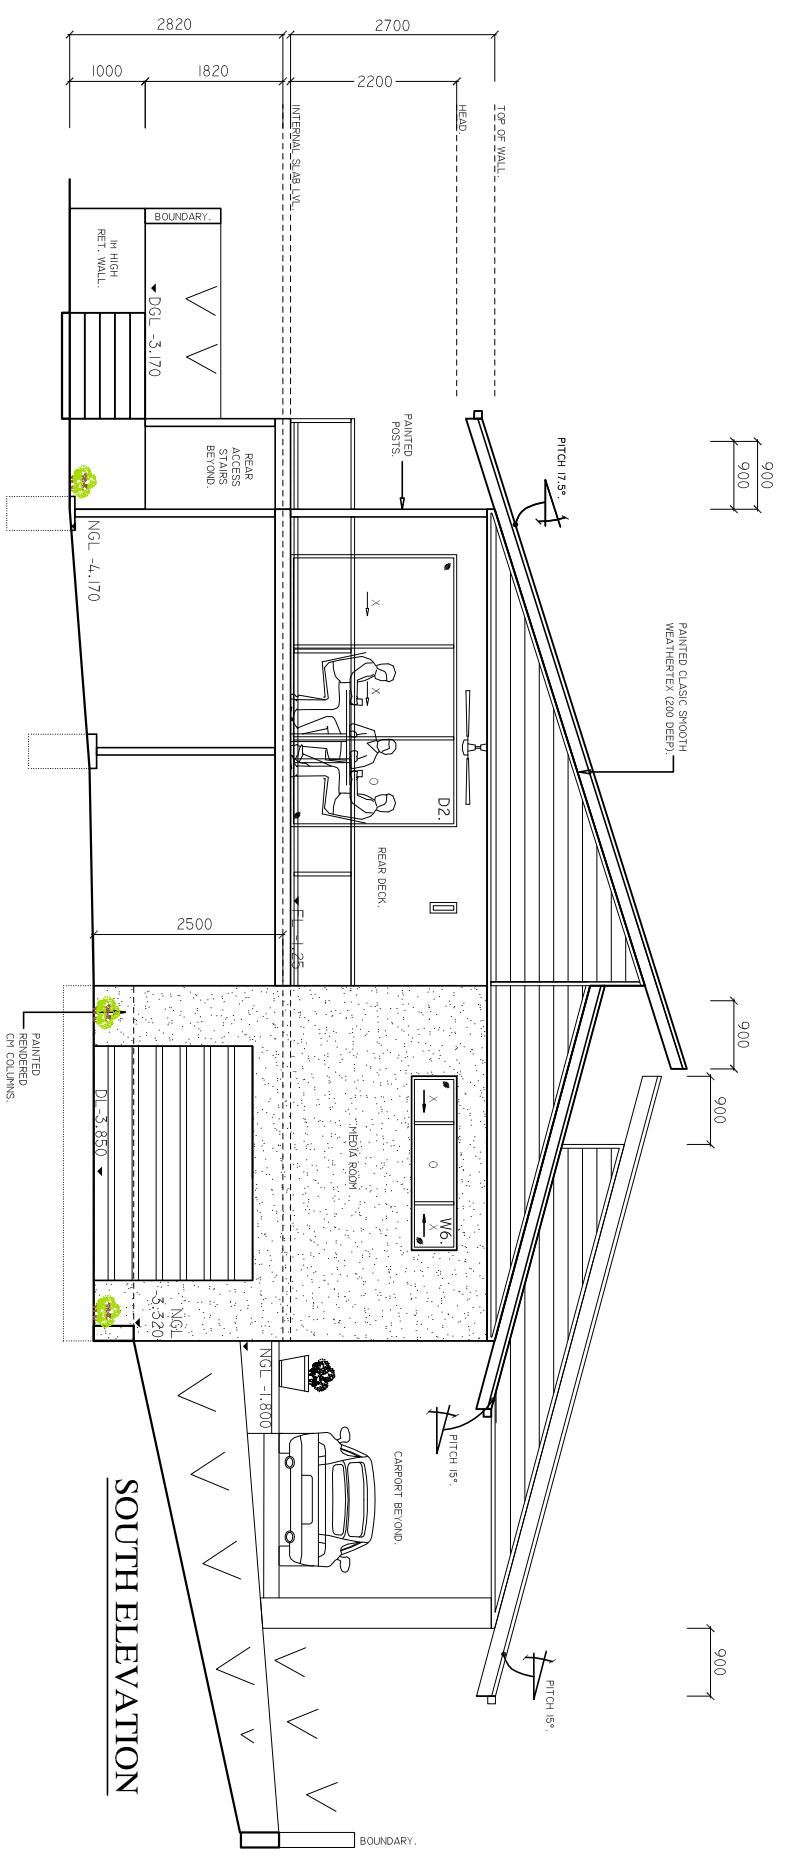 2820
2700
1000
1820
2200
INTERNAL SLAB LVL.
HEAD.
TOP OF WALL.
BOUNDARY.
1M HIGH
RET. WALL.
DGL -3.170
REAR
ACCESS
STAIRS
BEYOND.
PAINTED
POSTS.
PITCH 17.5°.
900
900
900
NGL -4.170
X
X
O
D2.
PAINTED CLASIC SMOOTH
WEATHERTEX (200 DEEP).
REAR DECK.
FL -1.25
2500
900
900
PAINTED
RENDERED
CM COLUMNS.
DL-3.850
MEDIA ROOM
X
O
X
W6.
NGL
-3.320
NGL -1.800
PITCH 15°.
CARPORT BEYOND.
900
PITCH 15°.
BOUNDARY.
SOUTH ELEVATION